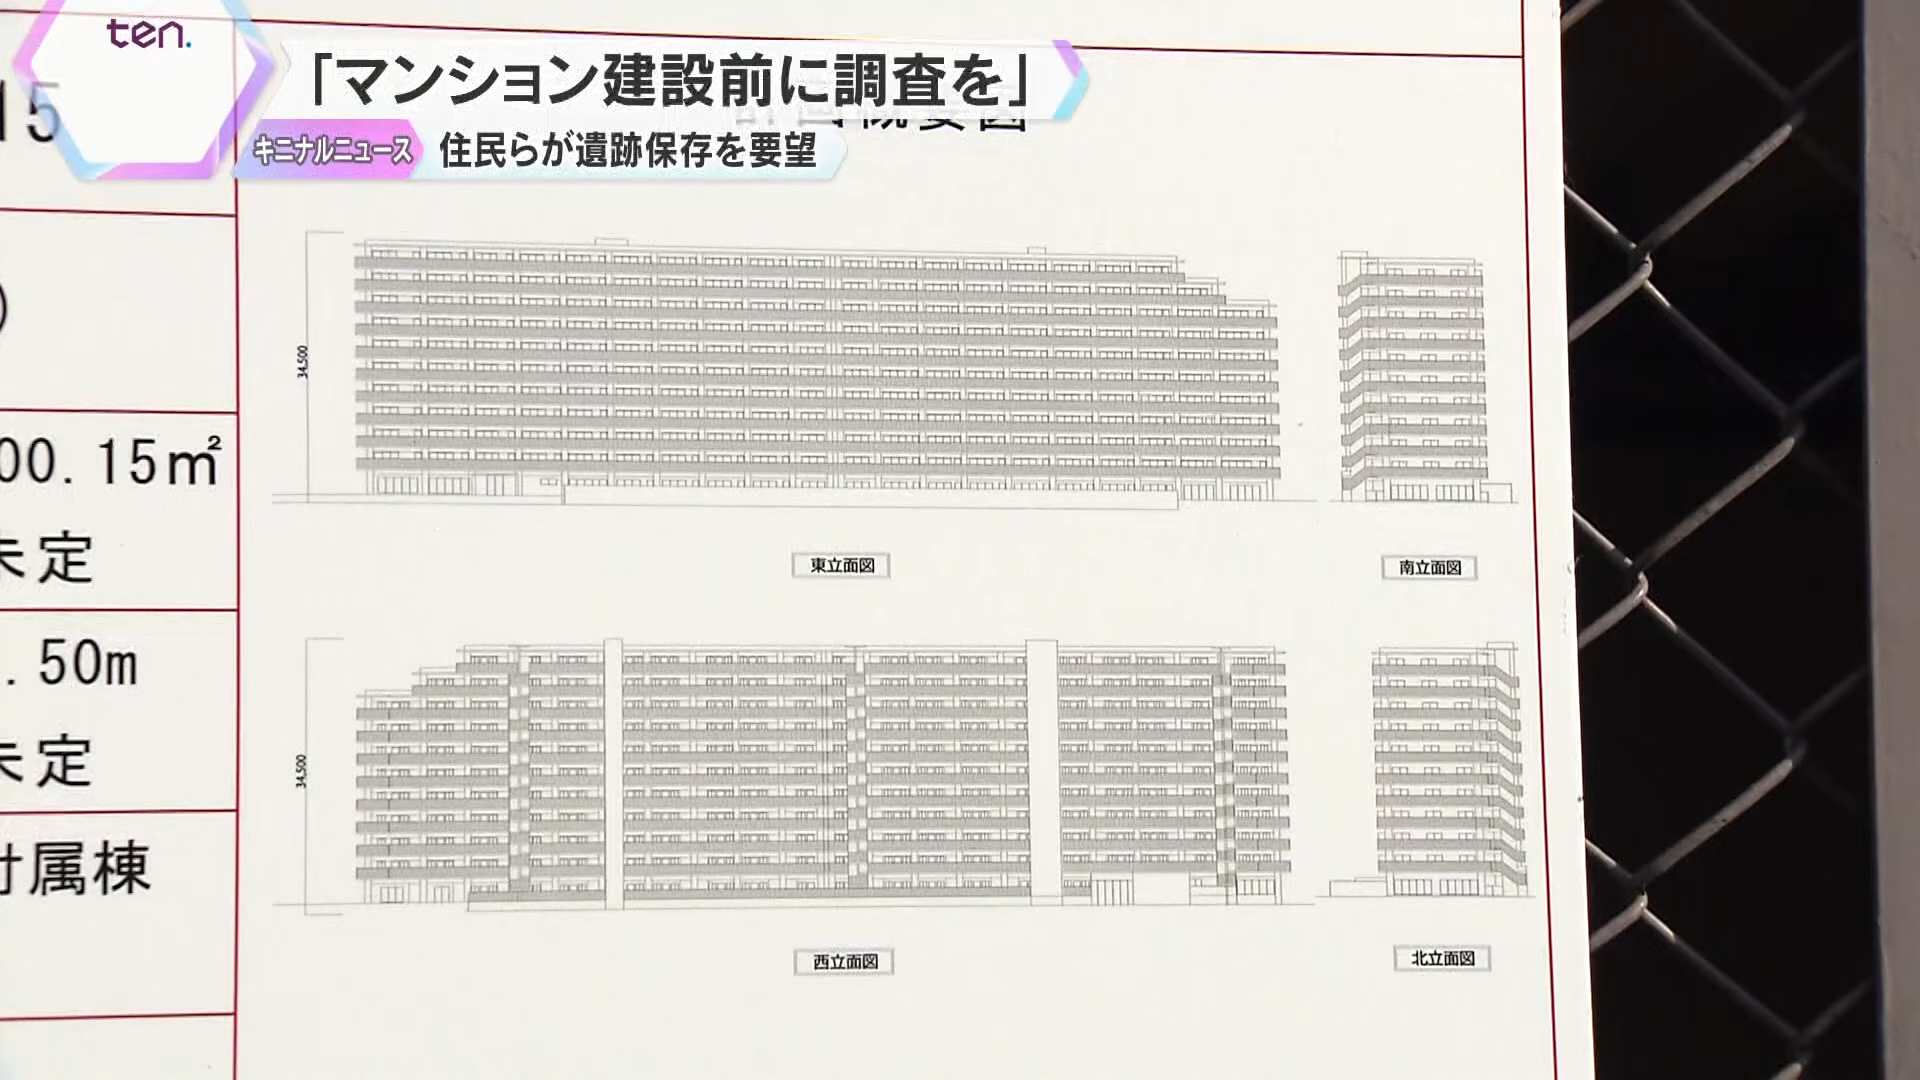 ten.
「マンション建設前に調査を」
キニナルニュース
住民らが遺跡保存を要望
15
00.15㎡
未定
.50m
未定
付属棟
34,500
東立面図
南立面図
34,500
西立面図
北立面図